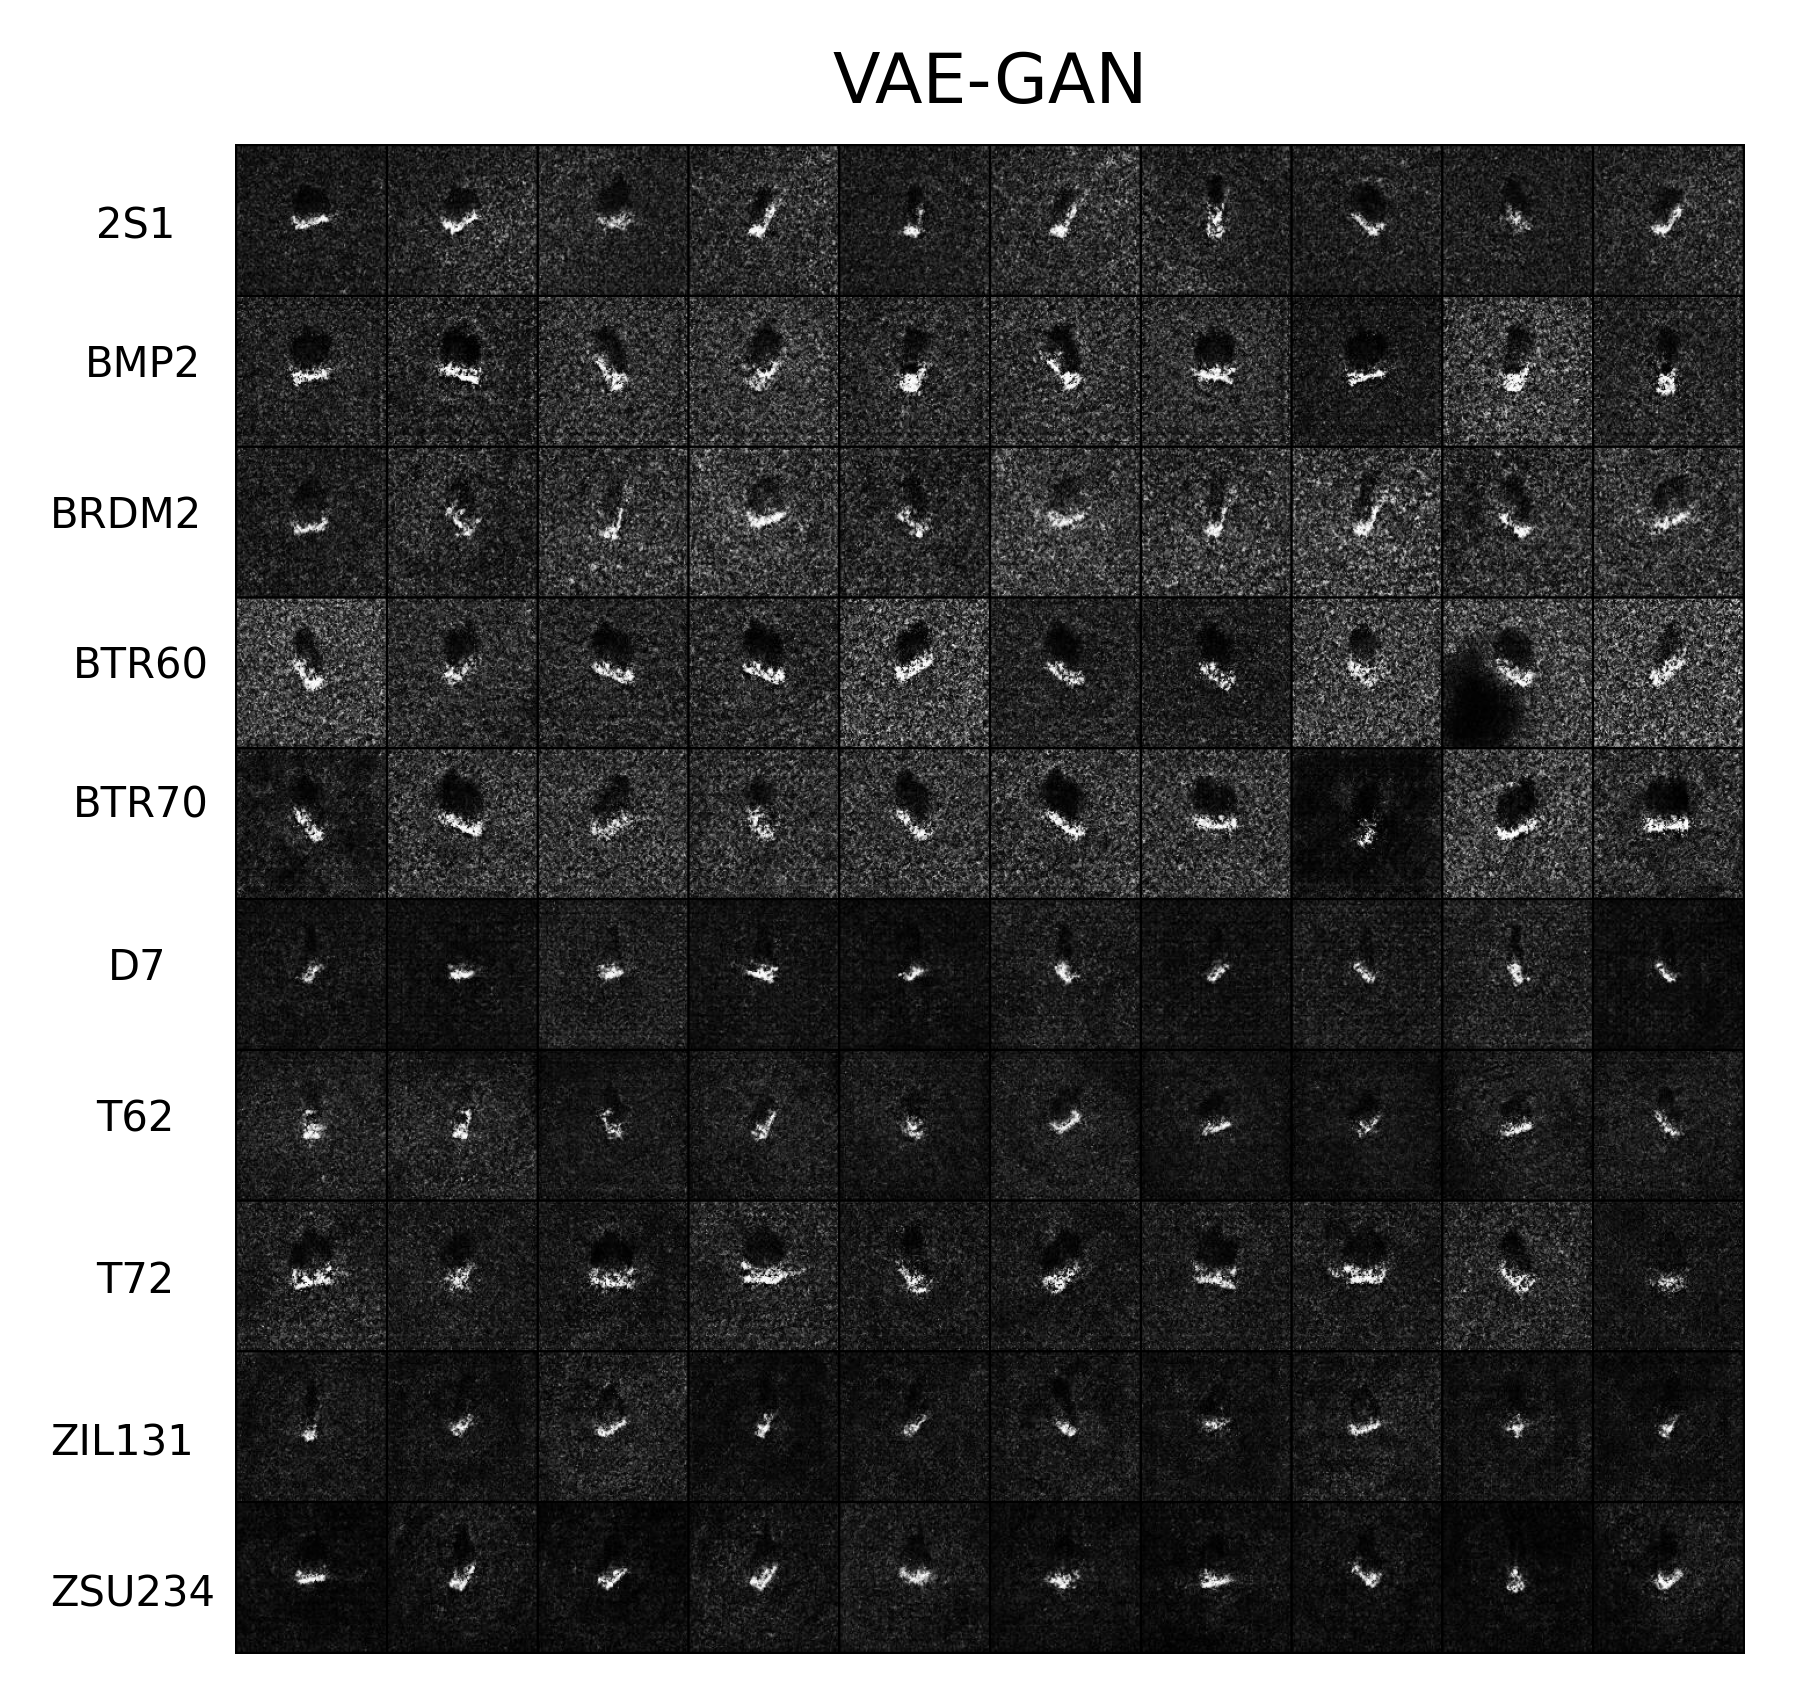 VAE-GAN
2S1
BMP2
BRDM2
BTR60
BTR70
D7
T62
T72
ZIL131
ZSU234